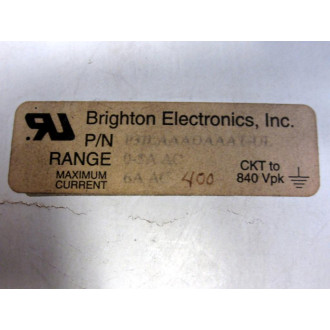 Brighton Electronics, Inc.
P/N
RANGE 0-5A AC
MAXIMUM CURRENT 6A AC 400
CKT to
840 Vpk